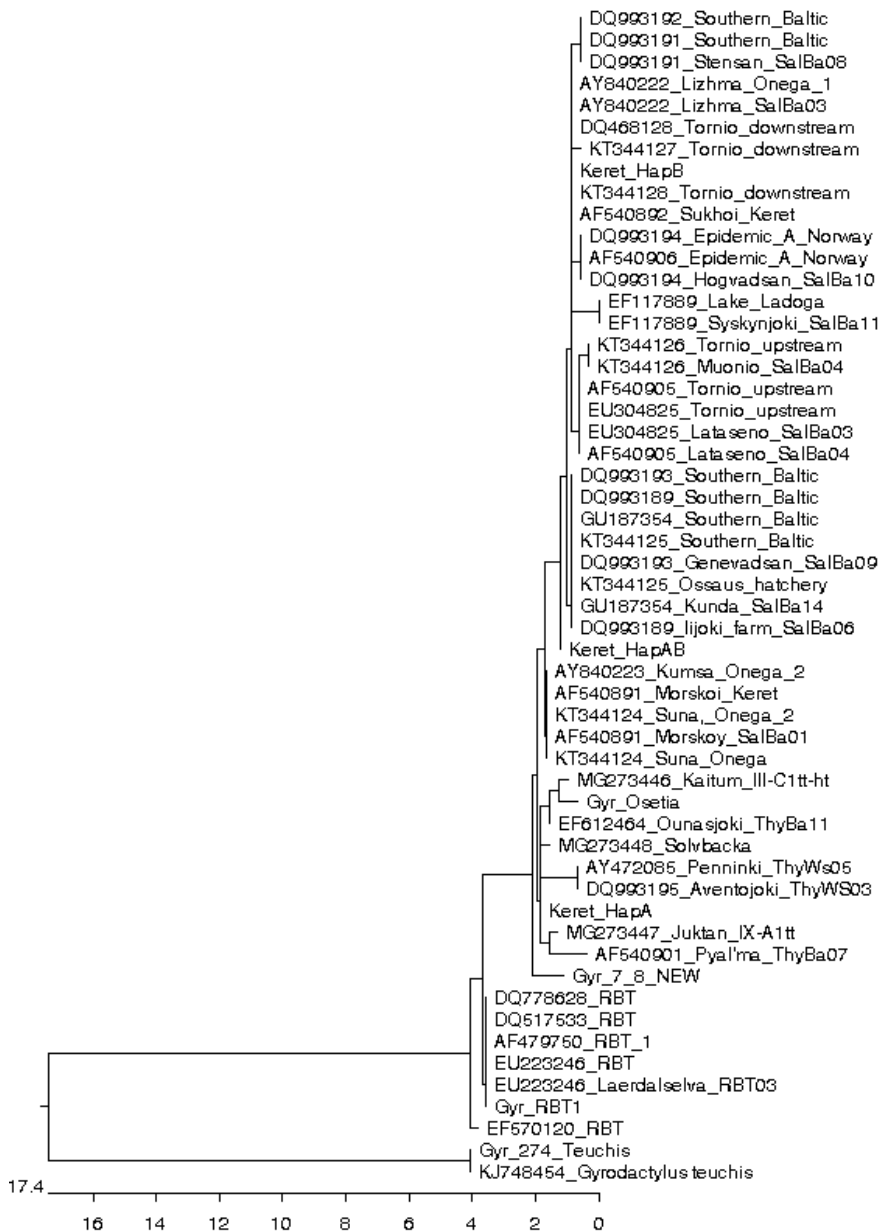 DQ993192_Southern_Baltic
DQ993191_Southern_Baltic
DQ993191_Stensan_SalBa08
AY840222_Lizhma_Onega_1
AY840222_Lizhma_SalBa03
DQ468128_Tornio_downstream
KT344127_Tornio_downstream
Keret_HapB
KT344128_Tornio_downstream
AF540892_Sukhoi_Keret
DQ993194_Epidemic_A_Norway
AF540906_Epidemic_A_Norway
DQ993194_Hogvadsan_SalBa10
EF117889_Lake_Ladoga
EF117889_Syskynjoki_SalBa11
KT344126_Tornio_upstream
KT344126_Muonio_SalBa04
AF540905_Tornio_upstream
EU304825_Tornio_upstream
EU304825_Lataseno_SalBa03
AF540905_Lataseno_SalBa04
DQ993193_Southern_Baltic
DQ993189_Southern_Baltic
GU187354_Southern_Baltic
KT344125_Southern_Baltic
DQ993193_Genevadsan_SalBa09
KT344125_Ossaus_hatchery
GU187354_Kunda_SalBa14
DQ993189_Iijoki_farm_SalBa06
Keret_HapAB
AY840223_Kumsa_Onega_2
AF540891_Morskoi_Keret
KT344124_Suna,_Onega_2
AF540891_Morskoy_SalBa01
KT344124_Suna_Onega
MG273446_Kaitum_III-C1tt-ht
Gyr_Osetia
EF612464_Ounasjoki_ThyBa11
MG273448_Solvbacka
AY472085_Penninki_ThyWs05
DQ993195_Aventojoki_ThyWS03
Keret_HapA
MG273447_Juktan_IX-A1tt
AF540901_Pyal'ma_ThyBa07
Gyr_7_8_NEW
DQ778628_RBT
DQ517533_RBT
AF479750_RBT_1
EU223246_RBT
EU223246_Laerdalselva_RBT03
Gyr_RBT1
EF570120_RBT
Gyr_274_Teuchis
KJ748454_Gyrodactylus teuchis
17.4
16 14 12 10 8 6 4 2 0